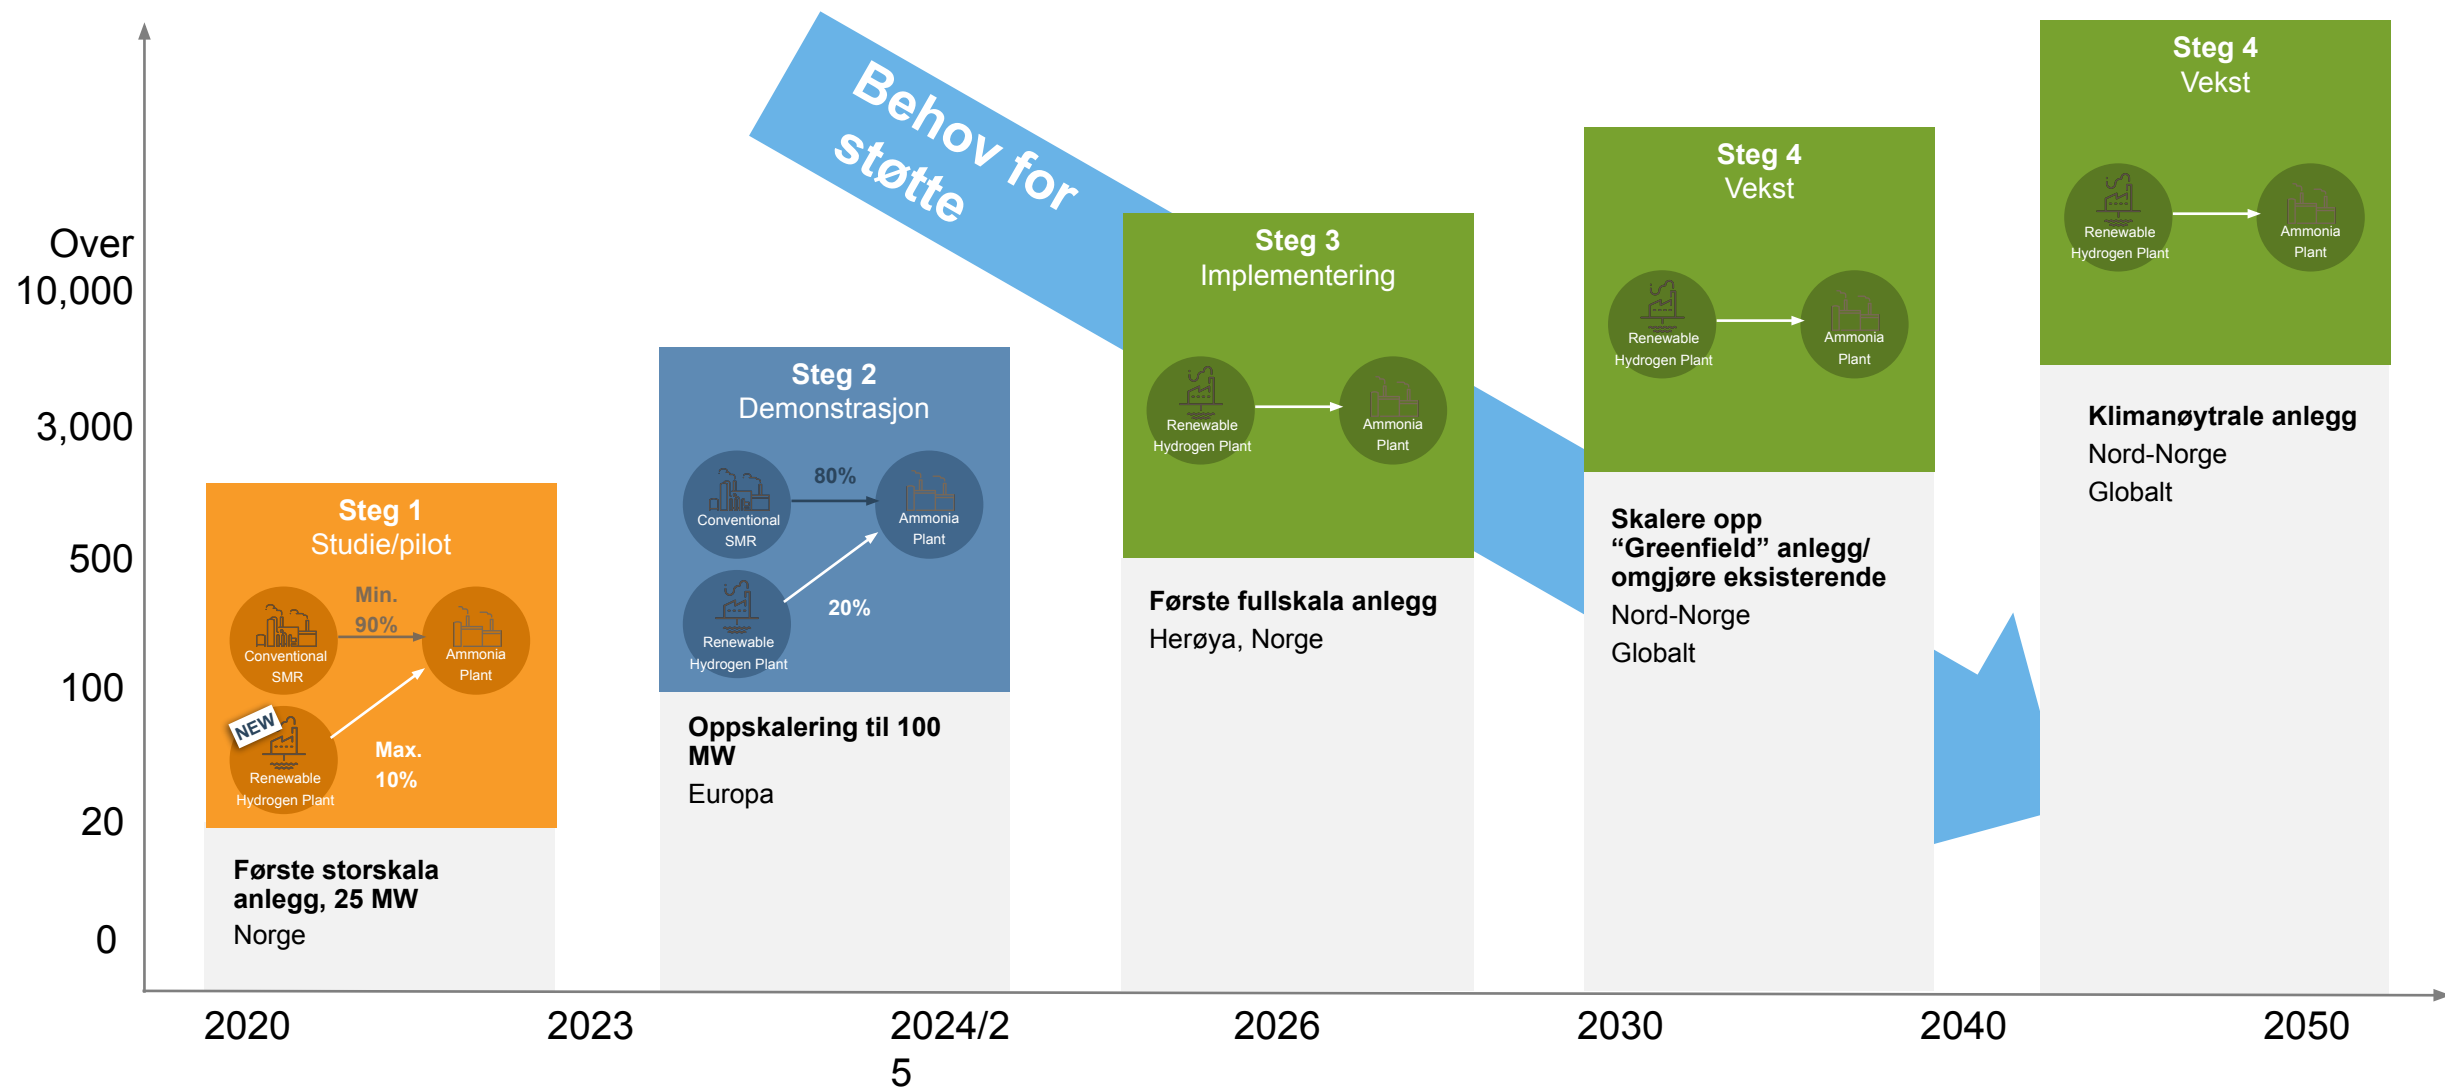 Behov for
støtte
Over
10,000
3,000
500
100
20
0
Steg 1
Studie/pilot
Conventional
SMR
Min.
90%
Ammonia
Plant
NEW
Renewable
Hydrogen Plant
Max.
10%
Første storskala
anlegg, 25 MW
Norge
Steg 2
Demonstrasjon
Conventional
SMR
80%
Ammonia
Plant
Renewable
Hydrogen Plant
20%
Oppskalering til 100
MW
Europa
Steg 3
Implementering
Renewable
Hydrogen Plant
Ammonia
Plant
Første fullskala anlegg
Herøya, Norge
Steg 4
Vekst
Renewable
Hydrogen Plant
Ammonia
Plant
Skalere opp
“Greenfield” anlegg/
omgjøre eksisterende
Nord-Norge
Globalt
Steg 4
Vekst
Renewable
Hydrogen Plant
Ammonia
Plant
Klimanøytrale anlegg
Nord-Norge
Globalt
2020
2023
2024/2
5
2026
2030
2040
2050